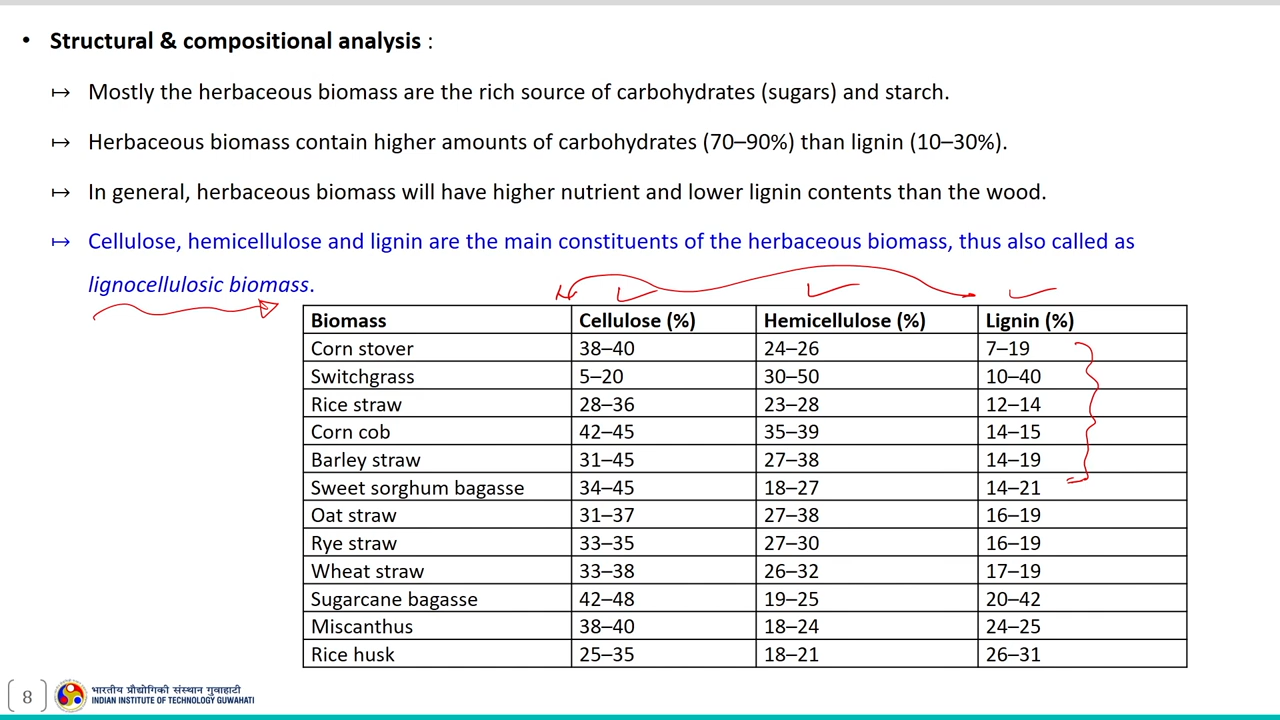 • Structural & compositional analysis :
↦ Mostly the herbaceous biomass are the rich source of carbohydrates (sugars) and starch.
↦ Herbaceous biomass contain higher amounts of carbohydrates (70–90%) than lignin (10–30%).
↦ In general, herbaceous biomass will have higher nutrient and lower lignin contents than the wood.
↦ Cellulose, hemicellulose and lignin are the main constituents of the herbaceous biomass, thus also called as
lignocellulosic biomass.
Biomass Cellulose (%) Hemicellulose (%) Lignin (%)
Corn stover 38–40 24–26 7–19
Switchgrass 5–20 30–50 10–40
Rice straw 28–36 23–28 12–14
Corn cob 42–45 35–39 14–15
Barley straw 31–45 27–38 14–19
Sweet sorghum bagasse 34–45 18–27 14–21
Oat straw 31–37 27–38 16–19
Rye straw 33–35 27–30 16–19
Wheat straw 33–38 26–32 17–19
Sugarcane bagasse 42–48 19–25 20–42
Miscanthus 38–40 18–24 24–25
Rice husk 25–35 18–21 26–31
8
भारतीय प्रौद्योगिकी संस्थान गुवाहाटी
INDIAN INSTITUTE OF TECHNOLOGY GUWAHATI